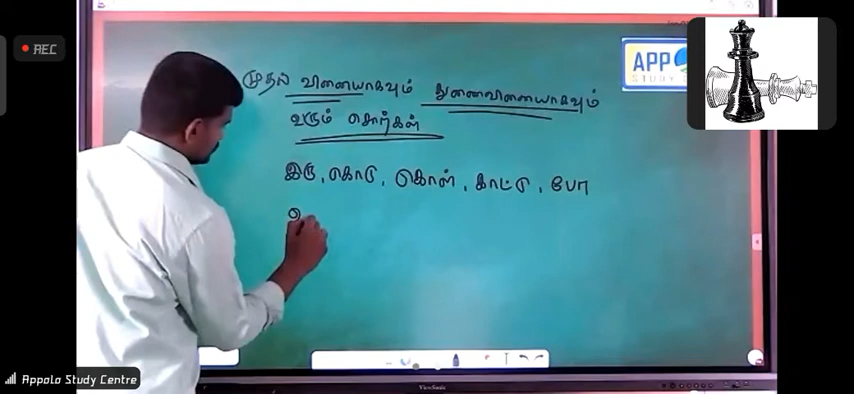 REC
முதல் வினையாகவும் துணைவினையாகவும்
வரும் சொற்கள்
இரு, கொடு, கொள், காட்டு, போ
APP
STUDY
Appolo Study Centre
ViewSonic